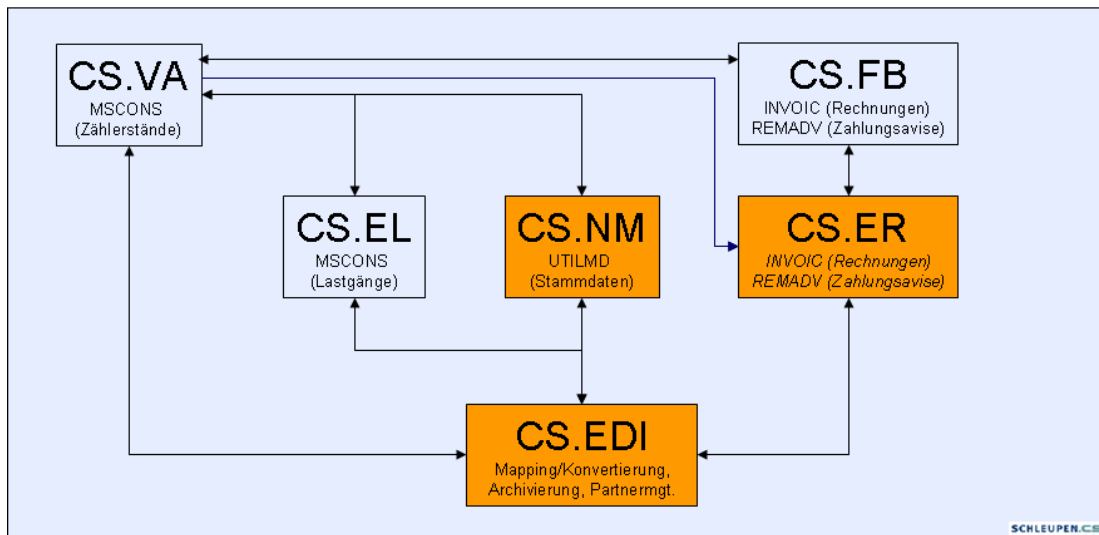 CS.VA
MSCONS
(Zählerstände)
CS.FB
INVOIC (Rechnungen)
REMADV (Zahlungsavise)
CS.EL
MSCONS
(Lastgänge)
CS.NM
UTILMD
(Stammdaten)
CS.ER
INVOIC (Rechnungen)
REMADV (Zahlungsavise)
CS.EDI
Mapping/Konvertierung,
Archivierung, Partnermgt.
SCHLEUPEN.CS